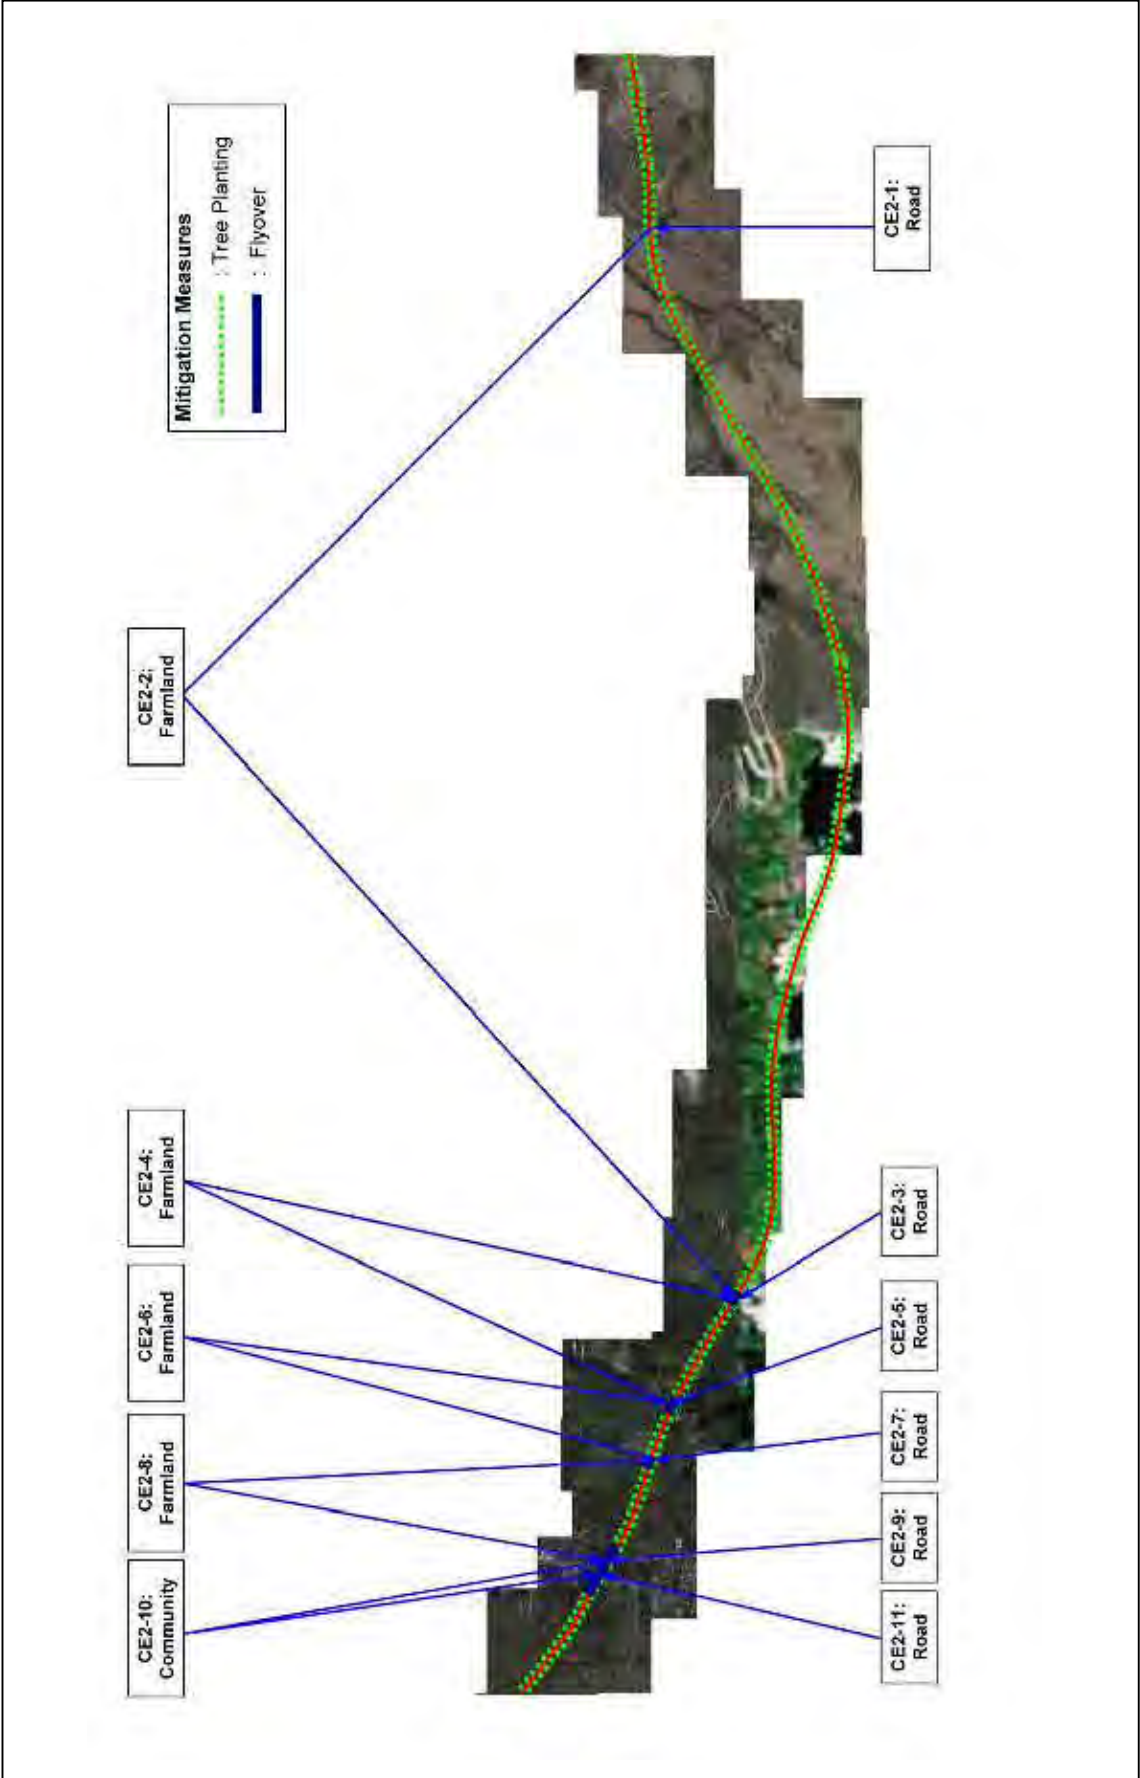 Mitigation Measures
: Tree Planting
: Flyover
CE2-10:
Community
CE2-8:
Farmland
CE2-6:
Farmland
CE2-4:
Farmland
CE2-2:
Farmland
CE2-11:
Road
CE2-9:
Road
CE2-7:
Road
CE2-5:
Road
CE2-3:
Road
CE2-1:
Road